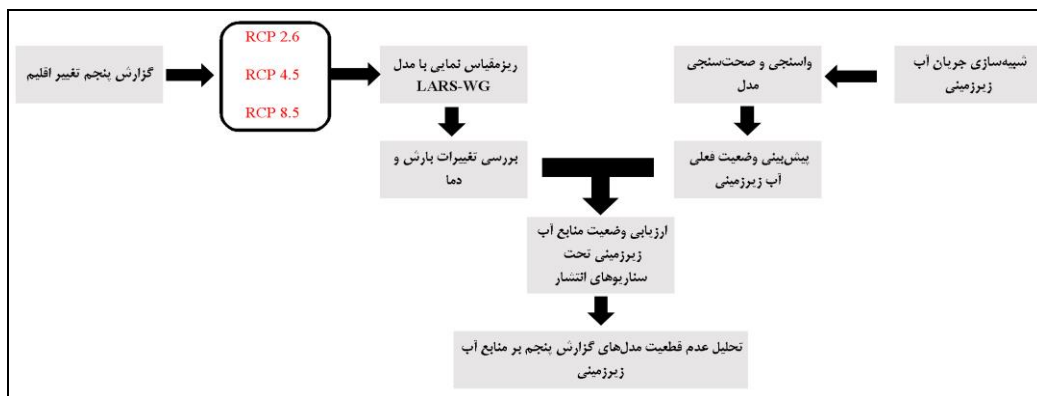 گزارش پنجم تغییر اقلیم
RCP 2.6
RCP 4.5
RCP 8.5
ریزمقیاس نمایی با مدل
LARS-WG
بررسی تغییرات بارش و
دما
شبیه‌سازی جریان آب
زیرزمینی
واسنجی و صحت‌سنجی
مدل
پیش‌بینی وضعیت فعلی
آب زیرزمینی
ارزیابی وضعیت منابع آب
زیرزمینی تحت
سناریوهای انتشار
تحلیل عدم قطعیت مدل‌های گزارش پنجم بر منابع آب
زیرزمینی